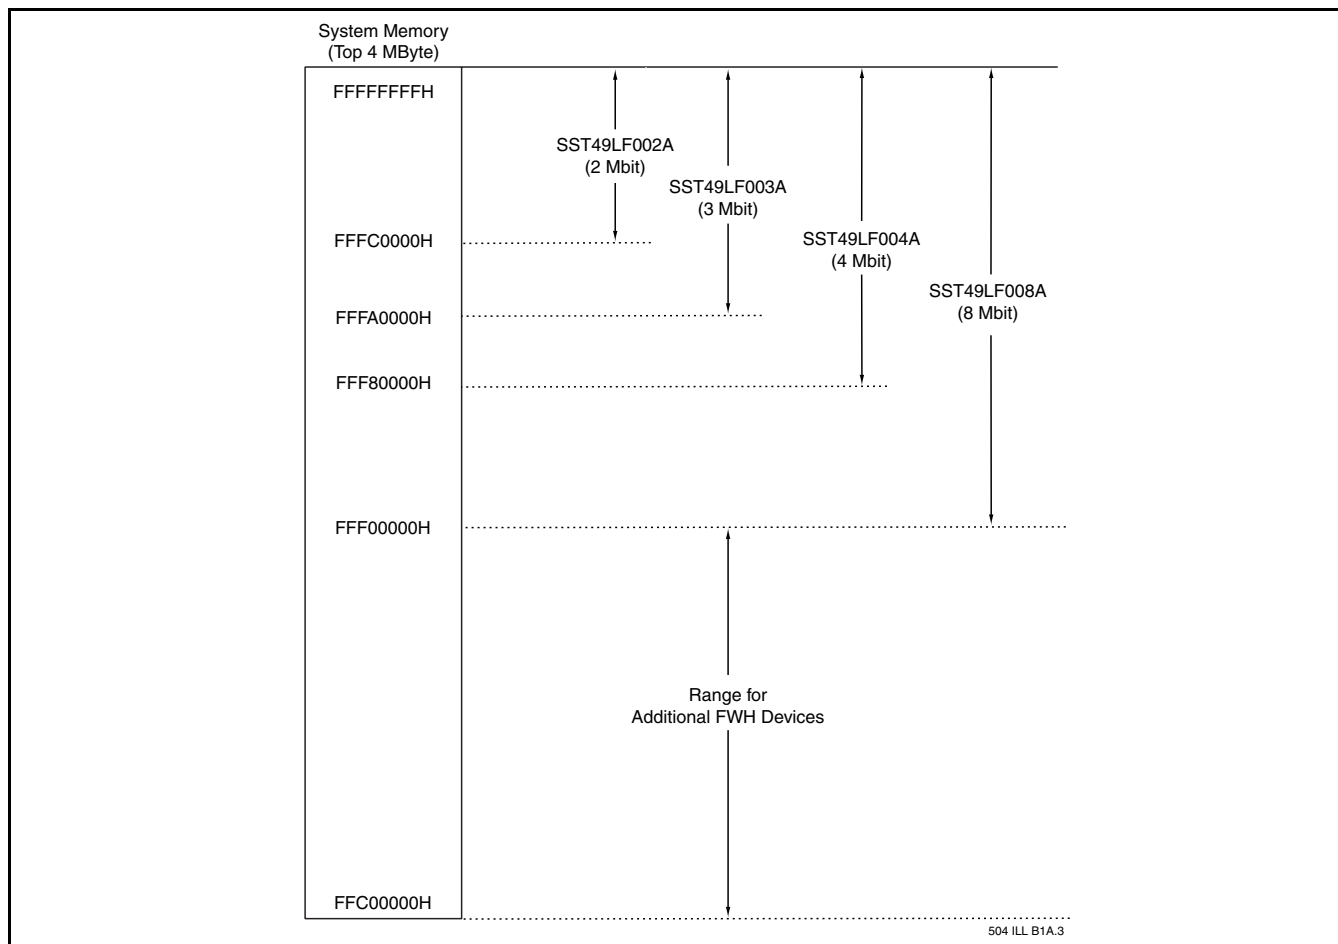 System Memory
(Top 4 MByte)
FFFFFFFFH
SST49LF002A
(2 Mbit)
SST49LF003A
(3 Mbit)
FFFC0000H
SST49LF004A
(4 Mbit)
SST49LF008A
(8 Mbit)
FFFA0000H
FFF80000H
FFF00000H
Range for
Additional FWH Devices
FFC00000H
504 ILL B1A.3